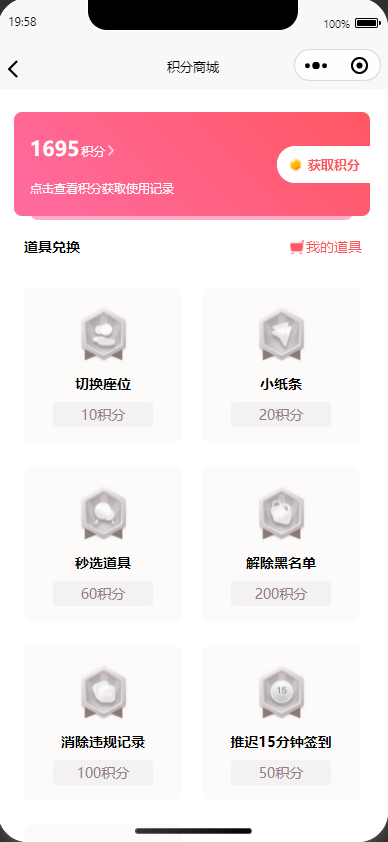 19:58
100%
积分商城
1695积分
获取积分
点击查看积分获取使用记录
道具兑换
我的道具
切换座位
小纸条
10积分
20积分
秒选道具
解除黑名单
60积分
200积分
15
消除违规记录
推迟15分钟签到
100积分
50积分